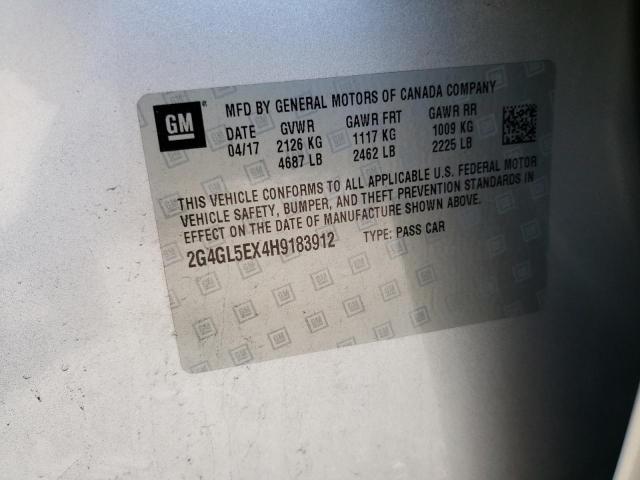 GM ® MFD BY GENERAL MOTORS OF CANADA COMPANY
DATE GVWR GAWR FRT GAWR RR
04/17 2126 KG 1117 KG 1009 KG
4687 LB 2462 LB 2225 LB
THIS VEHICLE CONFORMS TO ALL APPLICABLE U.S. FEDERAL MOTOR
VEHICLE SAFETY, BUMPER, AND THEFT PREVENTION STANDARDS IN
EFFECT ON THE DATE OF MANUFACTURE SHOWN ABOVE.
2G4GL5EX4H9183912 TYPE: PASS CAR